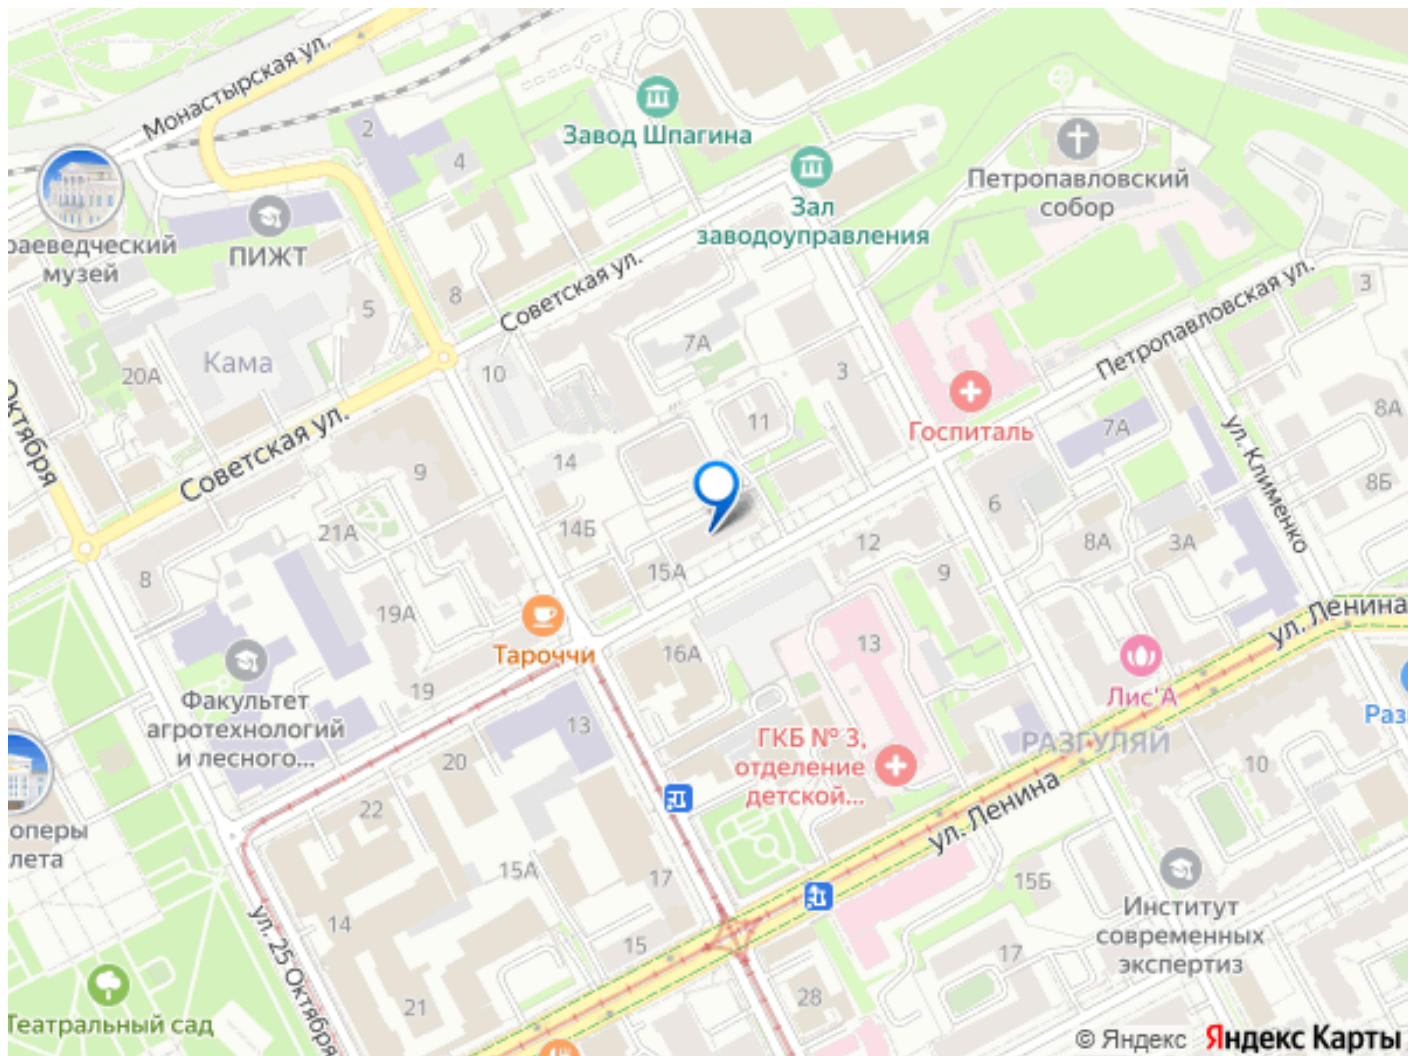 Монастырская ул.
2
4
Завод Шпагина
Петропавловский
собор
Зал
заводоуправления
раеведческий
музей
ПИЖТ
8
5
Советская ул.
Петропавловская ул.
3
7А
Кама
20А
10
3
Октября
Советская ул.
11
Госпиталь
7А
8А
ул. Клименко
9
14
8Б
6
21А
14Б
12
8А
3А
8
15А
9
19А
ул. Ленина
Тароччи
16А
13
Лис'А
19
Факультет
агротехнологий
и лесного...
13
Раз
ГКБ № 3,
отделение
детской...
РАЗГУЛЯЙ
20
10
22
ул. Ленина
оперы
лета
15А
17
15Б
14
ул. 25 Октября
15
17
Институт
современных
экспертиз
21
28
Театральный сад
© Яндекс Яндекс Карты